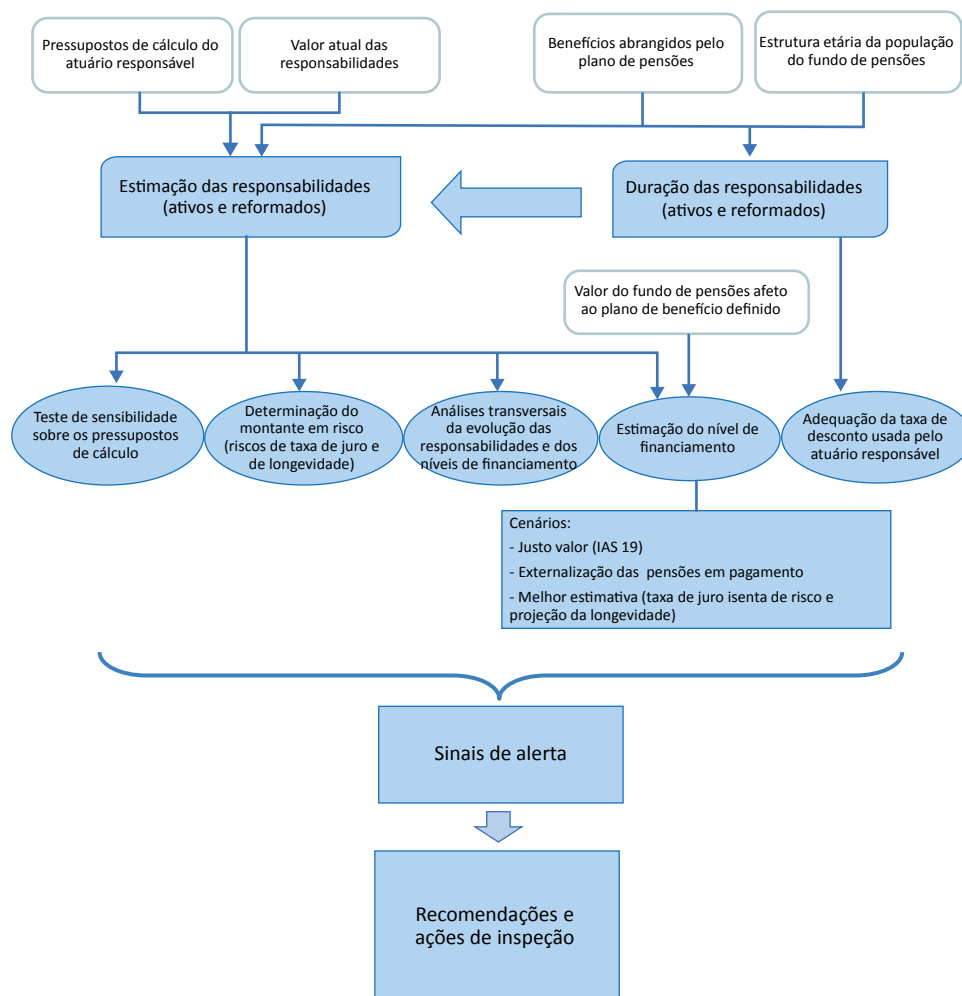 Pressupostos de cálculo do
atuário responsável
Valor atual das
responsabilidades
Benefícios abrangidos pelo
plano de pensões
Estrutura etária da população
do fundo de pensões
Estimação das responsabilidades
(ativos e reformados)
Duração das responsabilidades
(ativos e reformados)
Valor do fundo de pensões afeto
ao plano de benefício definido
Teste de sensibilidade
sobre os pressupostos
de cálculo
Determinação do
montante em risco
(riscos de taxa de juro e
de longevidade)
Análises transversais
da evolução das
responsabilidades e dos
níveis de financiamento
Estimação do nível de
financiamento
Adequação da taxa de
desconto usada pelo
atuário responsável
Cenários:
- Justo valor (IAS 19)
- Externalização das pensões em pagamento
- Melhor estimativa (taxa de juro isenta de risco e
projeção da longevidade)
Sinais de alerta
Recomendações e
ações de inspeção